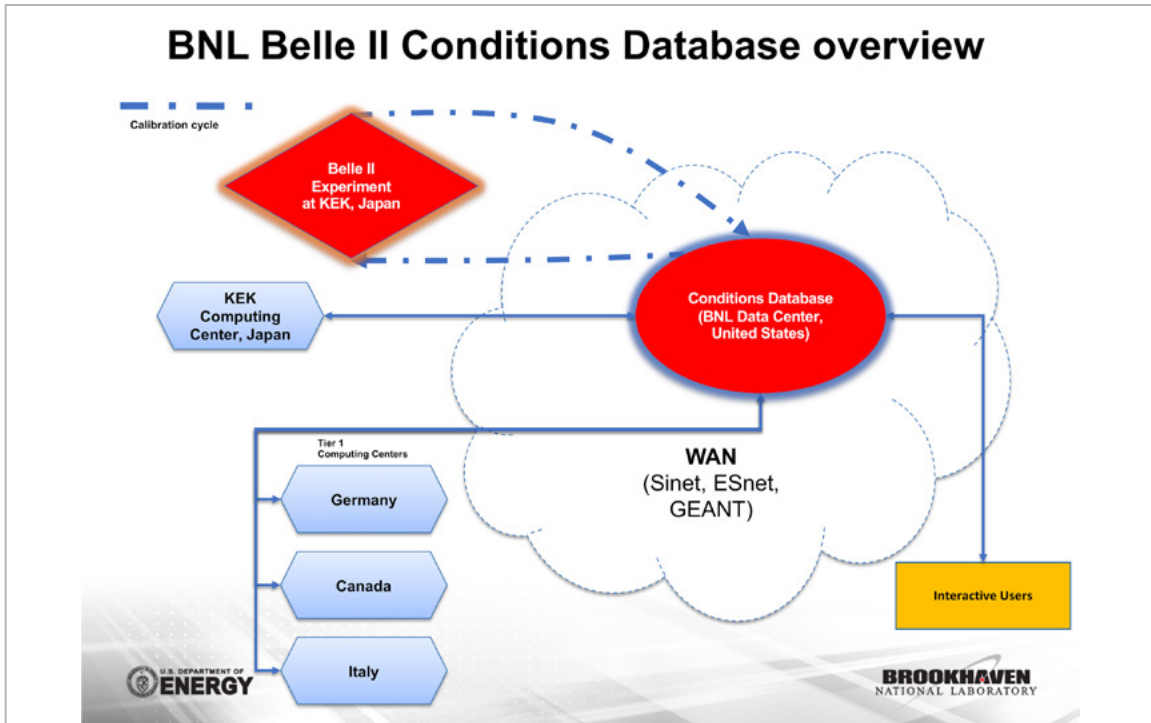 BNL Belle II Conditions Database overview
Calibration cycle
Belle II
Experiment
at KEK, Japan
KEK
Computing
Center, Japan
Conditions Database
(BNL Data Center,
United States)
Tier 1
Computing Centers
Germany
Canada
Italy
WAN
(Sinet, ESnet,
GEANT)
Interactive Users
U.S. DEPARTMENT OF
ENERGY
BROOKHAVEN
NATIONAL LABORATORY